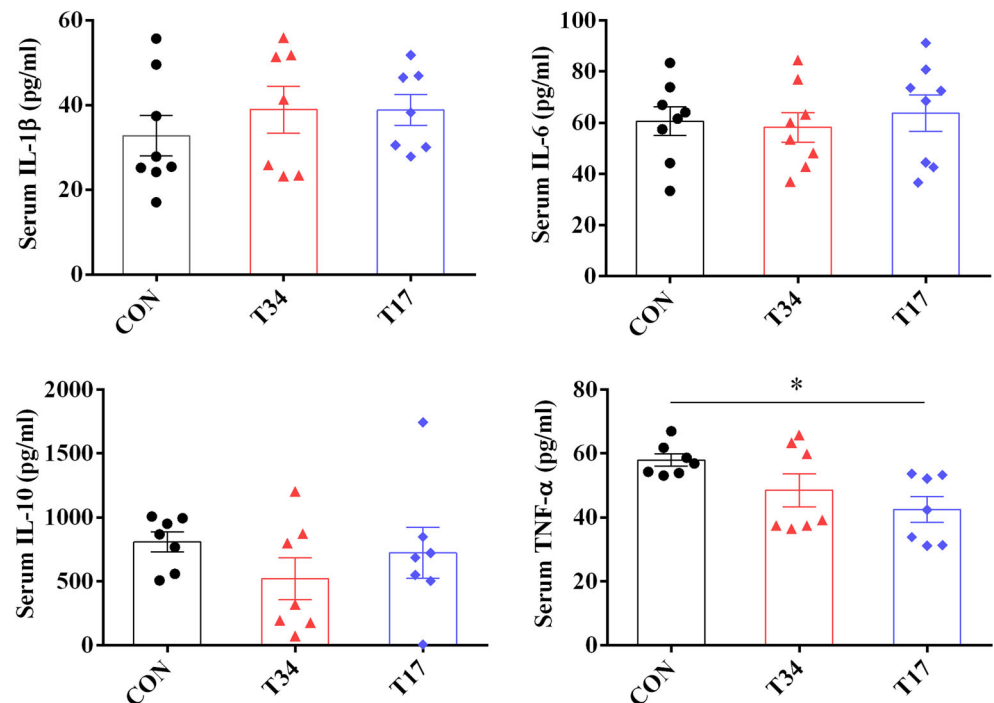 Serum IL-1β (pg/ml)
60
40
20
0
CON
T34
T17
Serum IL-6 (pg/ml)
100
80
60
40
20
0
CON
T34
T17
Serum IL-10 (pg/ml)
2000
1500
1000
500
0
CON
T34
T17
Serum TNF-α (pg/ml)
80
60
40
20
0
*
CON
T34
T17